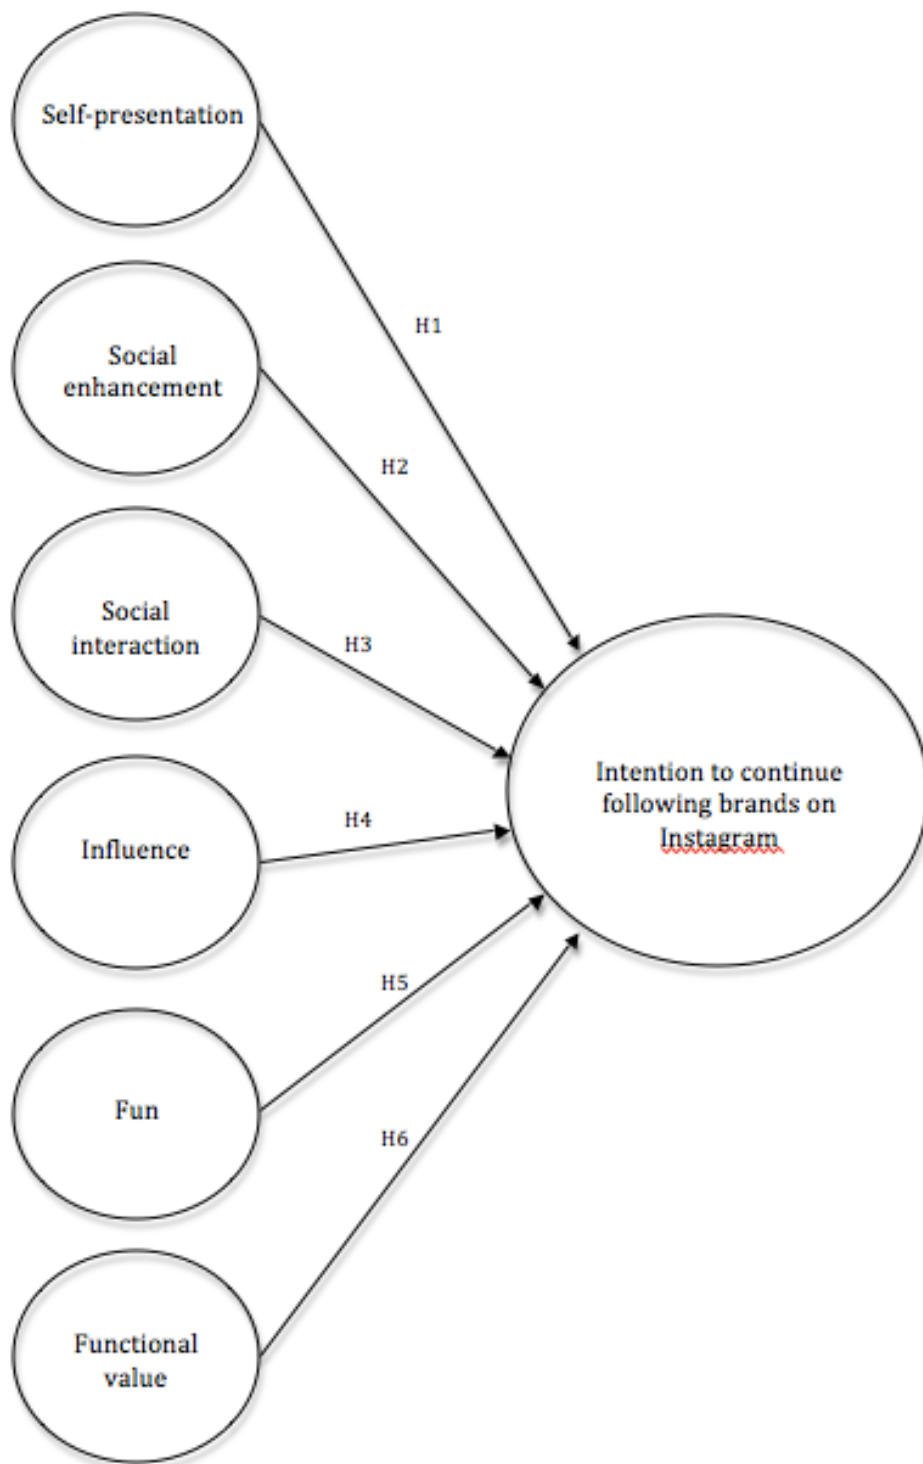 Self-presentation
H1
Social
enhancement
H2
Social
interaction
H3
Influence
H4
Intention to continue
following brands on
Instagram
Fun
H5
Functional
value
H6